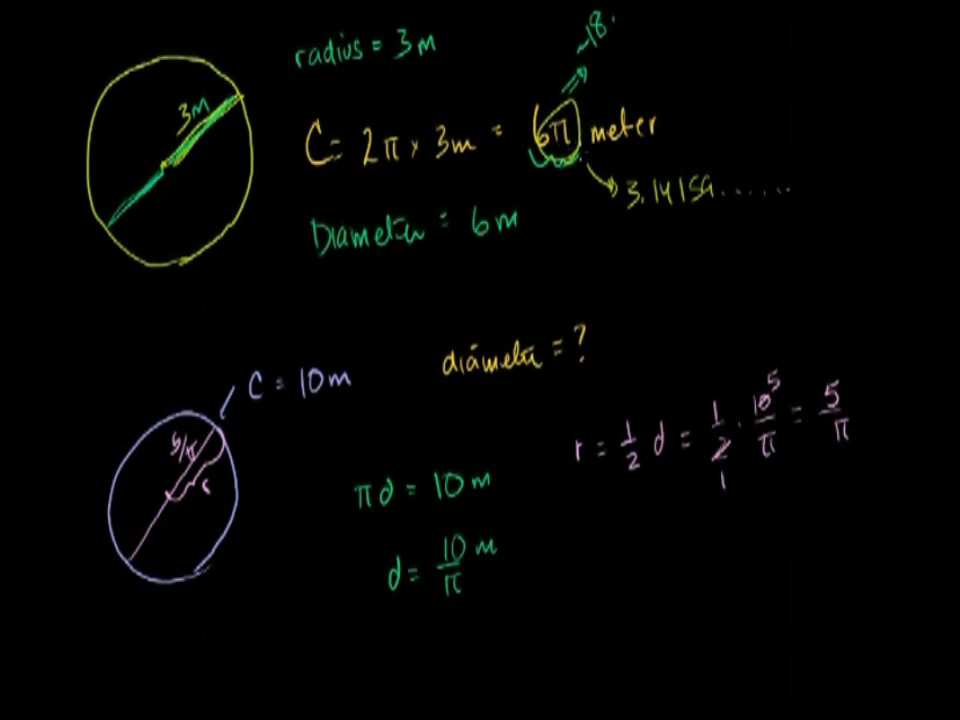 radius = 3m
~18.
3m
C = 2π × 3m = 6π meter
3.14159......
Diameter = 6m
diameter = ?
C = 10m
r = 1/2 d = 1/2 · 10/π = 5/π
5
1
5/π
r
πd = 10m
d = 10/π m